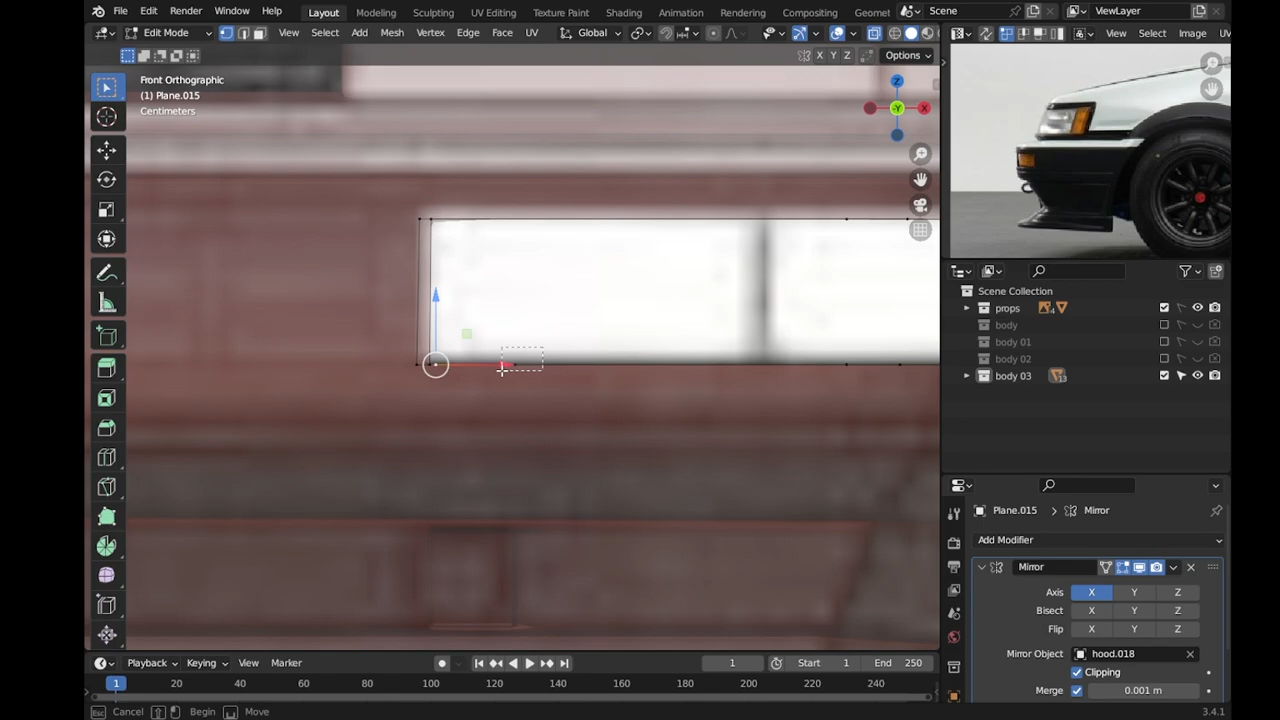 File Edit Render Window Help Layout Modeling Sculpting UV Editing Texture Paint Shading Animation Rendering Compositing Geomet Scene ViewLayer
Edit Mode View Select Add Mesh Vertex Edge Face UV Global View Select Image UV
X Y Z Options
Front Orthographic
(1) Plane.015
Centimeters
Z
-Y X
Scene Collection
props 4
body
body 01
body 02
body 03 13
Plane.015 > Mirror
Add Modifier
Mirror
Axis X Y Z
Bisect X Y Z
Flip X Y Z
Mirror Object hood.018
Clipping
Merge 0.001 m
Playback Keying View Marker 1 Start 1 End 250
1 20 40 60 80 100 120 140 160 180 200 220 240
Esc Cancel Begin Move 3.4.1